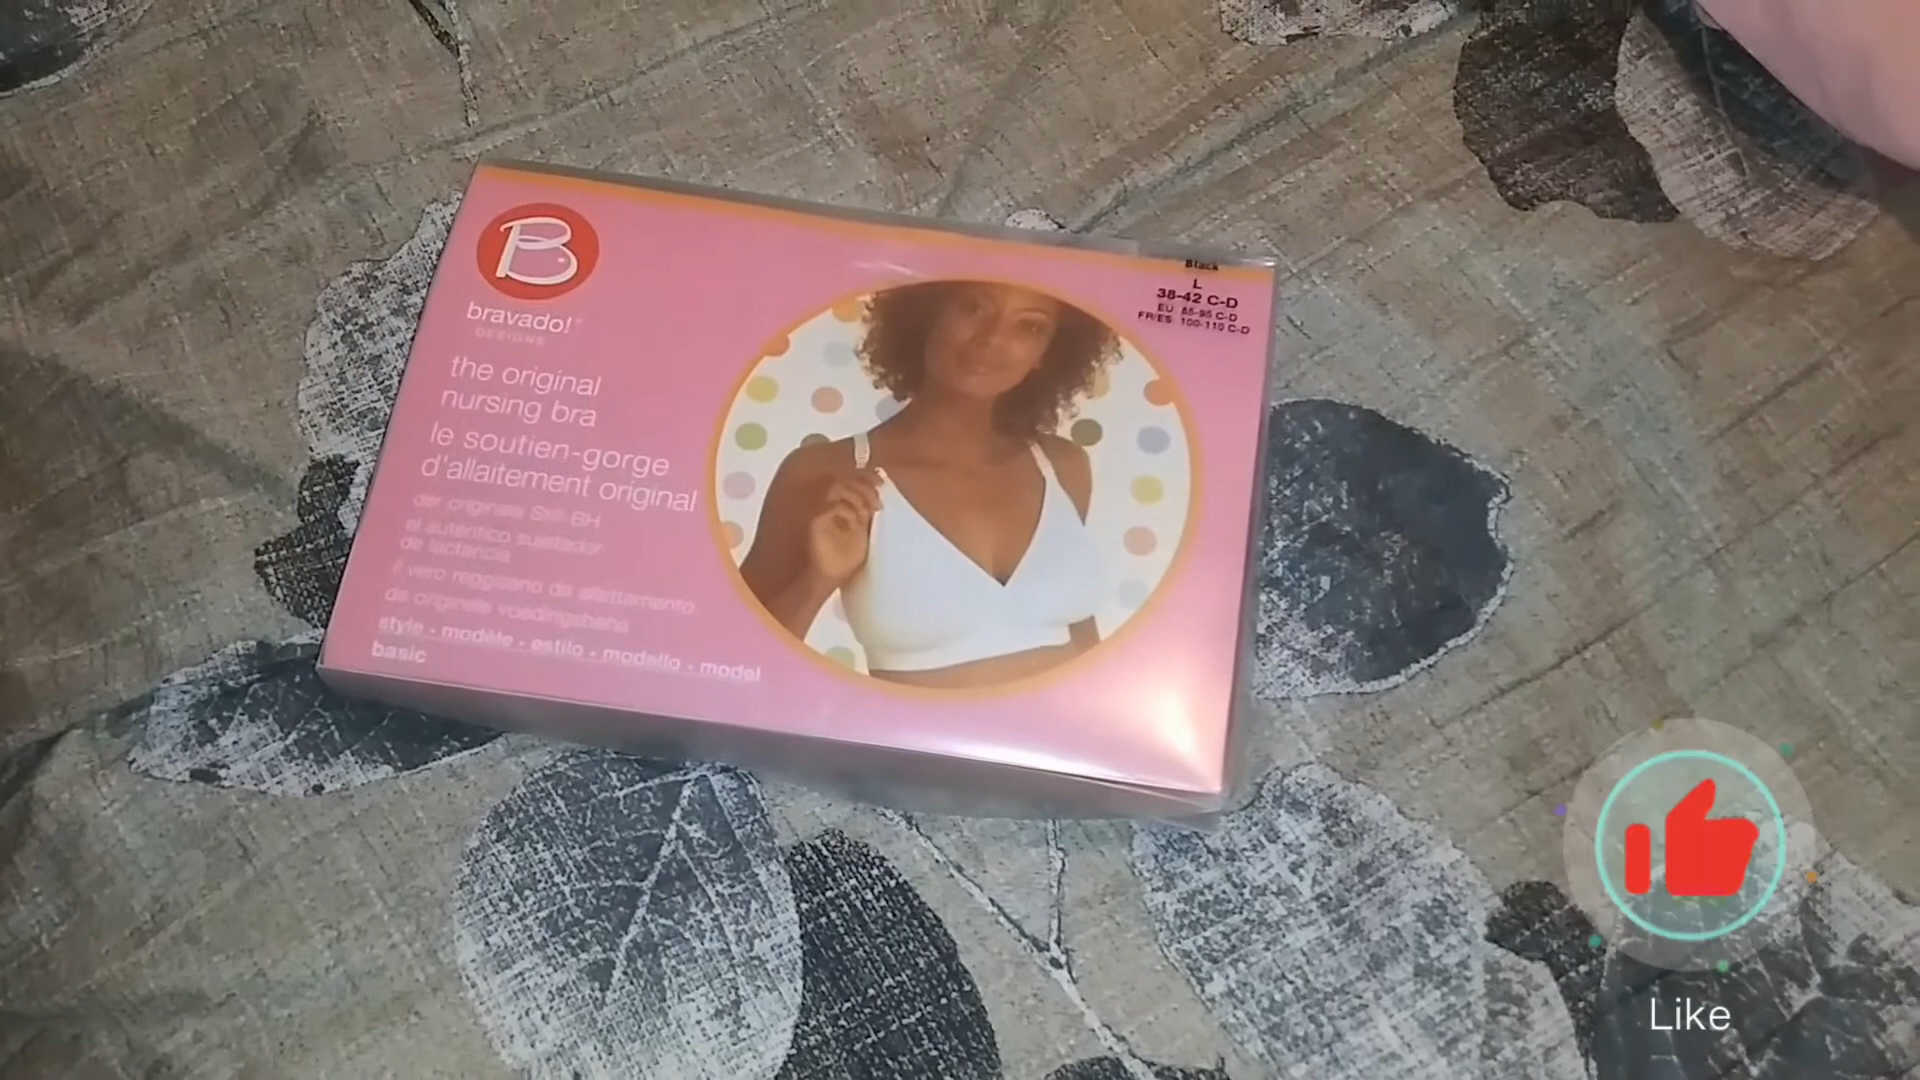 B
bravado!
DESIGNS
the original
nursing bra
le soutien-gorge
d'allaitement original
der originale Still-BH
el auténtico sujetador
de lactancia
il vero reggiseno da allattamento
de originele voedingsbeha
style - modèle - estilo - modello - model
basic
Black
L
38-42 C-D
EU 85-95 C-D
FR/ES 100-110 C-D
Like